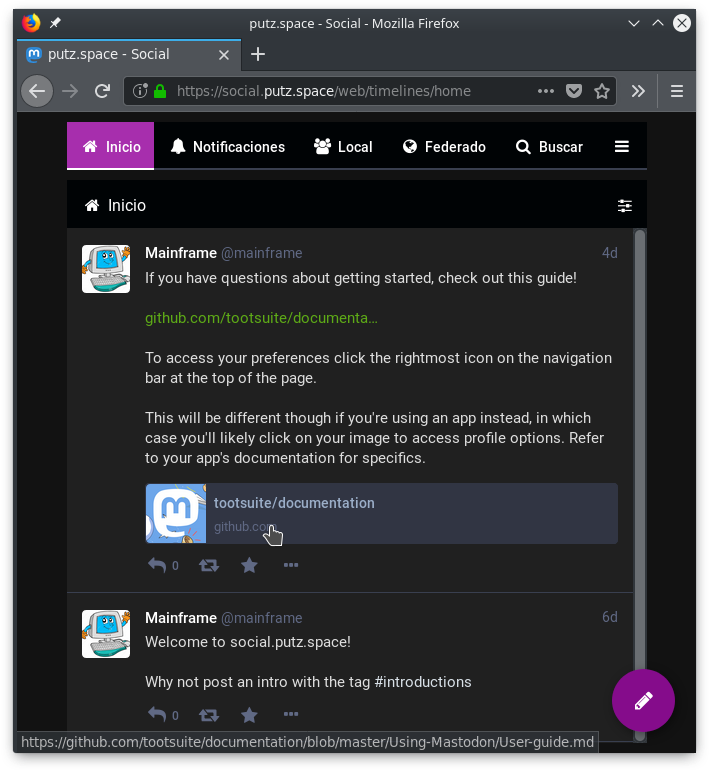 putz.space - Social - Mozilla Firefox
putz.space - Social
https://social.putz.space/web/timelines/home
Inicio Notificaciones Local Federado Buscar
Inicio
Mainframe @mainframe 4d
If you have questions about getting started, check out this guide!
github.com/tootsuite/documenta…
To access your preferences click the rightmost icon on the navigation
bar at the top of the page.
This will be different though if you're using an app instead, in which
case you'll likely click on your image to access profile options. Refer
to your app's documentation for specifics.
tootsuite/documentation
github.com
0
Mainframe @mainframe 6d
Welcome to social.putz.space!
Why not post an intro with the tag #introductions
0
https://github.com/tootsuite/documentation/blob/master/Using-Mastodon/User-guide.md